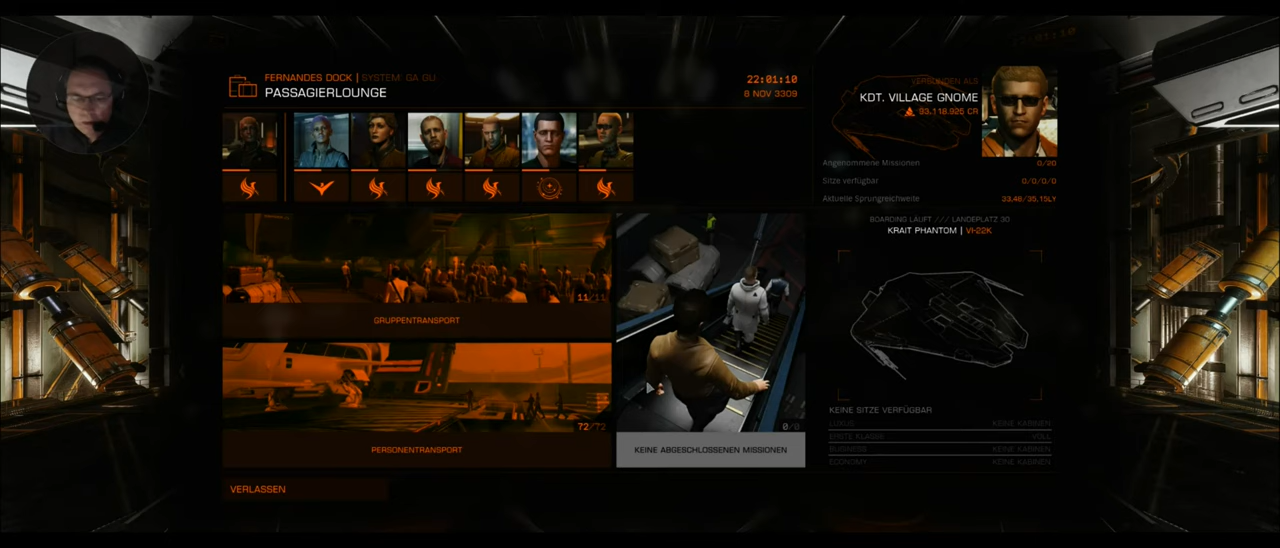 FERNANDES DOCK | SYSTEM: GA GU
PASSAGIERLOUNGE
22:01:10
8 NOV 3309
VERBUNDEN ALS
KDT. VILLAGE GNOME
93.118.925 CR
Angenommene Missionen 0/20
Sitze verfügbar 0/0/0/0
Aktuelle Sprungreichweite 33,46/35,15LY
BOARDING LÄUFT /// LANDEPLATZ 30
KRAIT PHANTOM | VI-22K
GRUPPENTRANSPORT
72/72
PERSONENTRANSPORT
0/0
KEINE ABGESCHLOSSENEN MISSIONEN
KEINE SITZE VERFÜGBAR
LUXUS KEINE KABINEN
ERSTE KLASSE VOLL
BUSINESS KEINE KABINEN
ECONOMY KEINE KABINEN
VERLASSEN